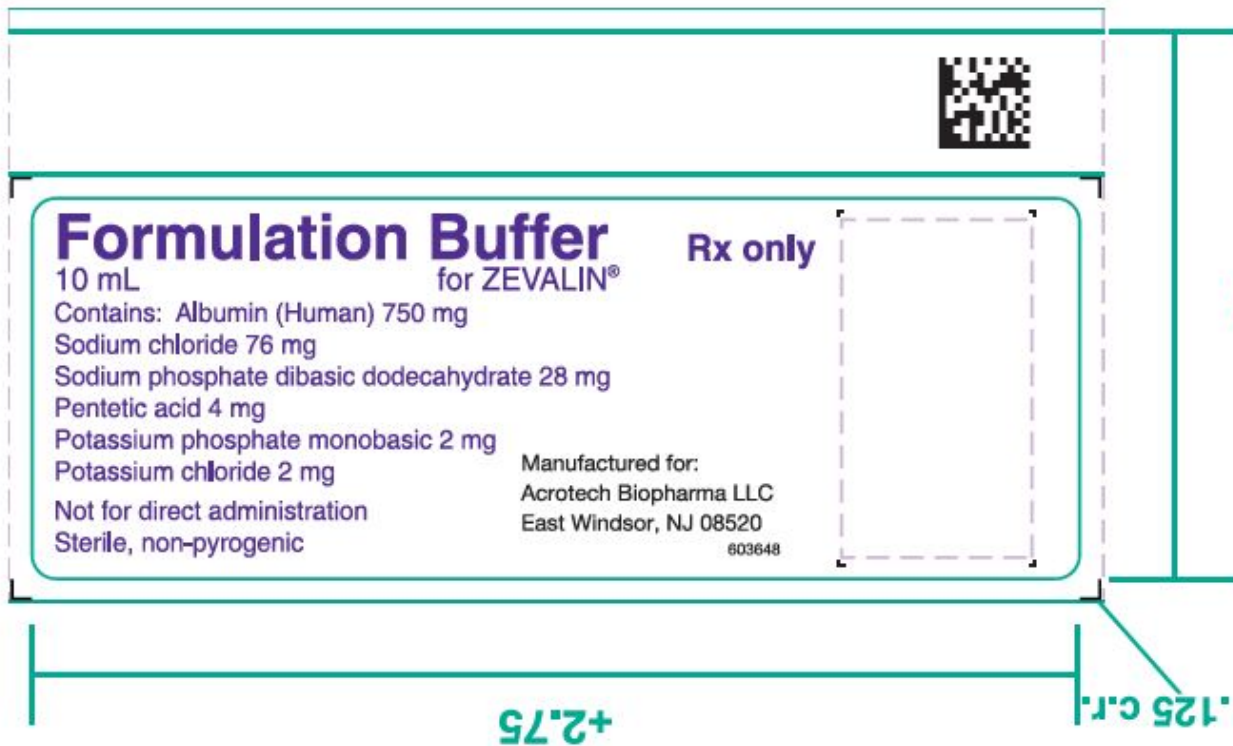 Formulation Buffer Rx only
10 mL for ZEVALIN®
Contains: Albumin (Human) 750 mg
Sodium chloride 76 mg
Sodium phosphate dibasic dodecahydrate 28 mg
Pentetic acid 4 mg
Potassium phosphate monobasic 2 mg
Potassium chloride 2 mg
Not for direct administration
Sterile, non-pyrogenic
Manufactured for:
Acrotech Biopharma LLC
East Windsor, NJ 08520
603648
+2.75
.125 c.r.